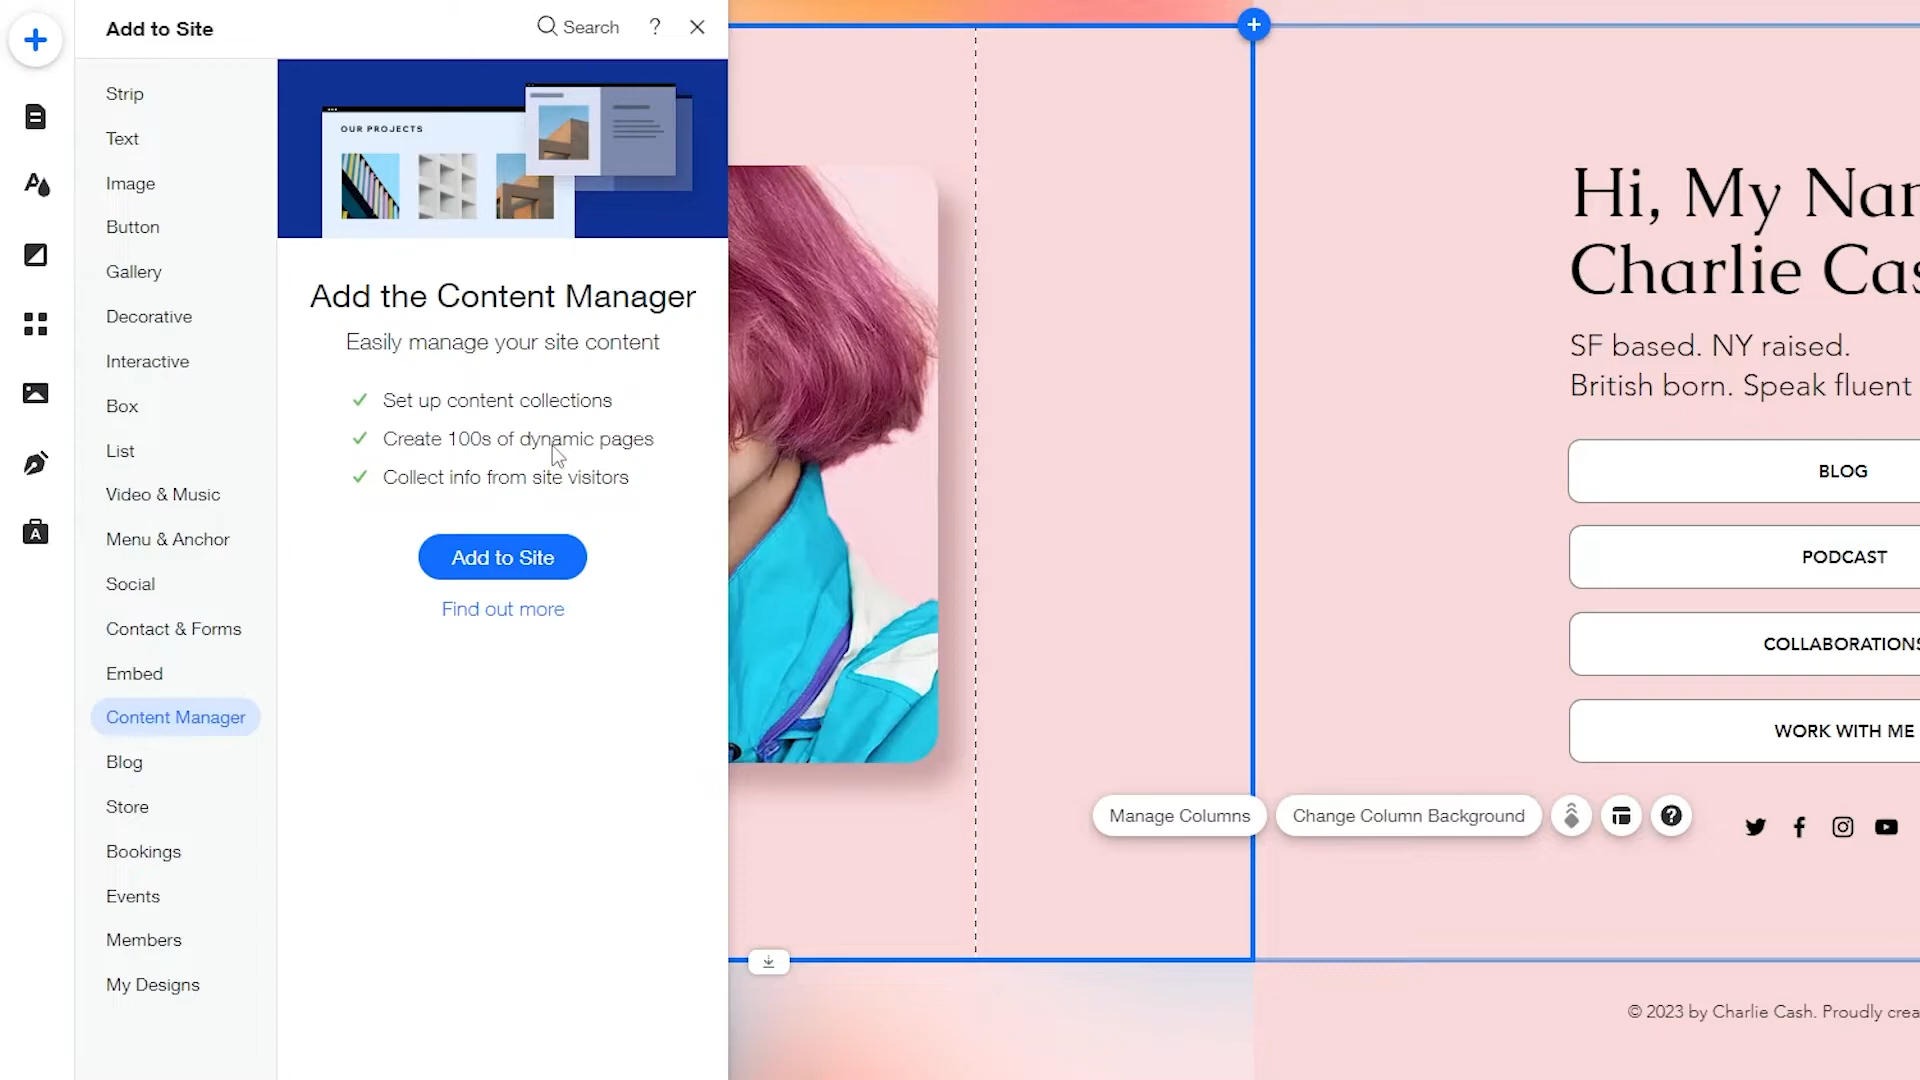 Add to Site
Search
?
Strip
Text
Image
Button
Gallery
Decorative
Interactive
Box
List
Video & Music
Menu & Anchor
Social
Contact & Forms
Embed
Content Manager
Blog
Store
Bookings
Events
Members
My Designs
A
OUR PROJECTS
Add the Content Manager
Easily manage your site content
Set up content collections
Create 100s of dynamic pages
Collect info from site visitors
Add to Site
Find out more
Hi, My Nam
Charlie Cas
SF based. NY raised.
British born. Speak fluent
BLOG
PODCAST
COLLABORATIONS
WORK WITH ME
Manage Columns
Change Column Background
?
© 2023 by Charlie Cash. Proudly crea